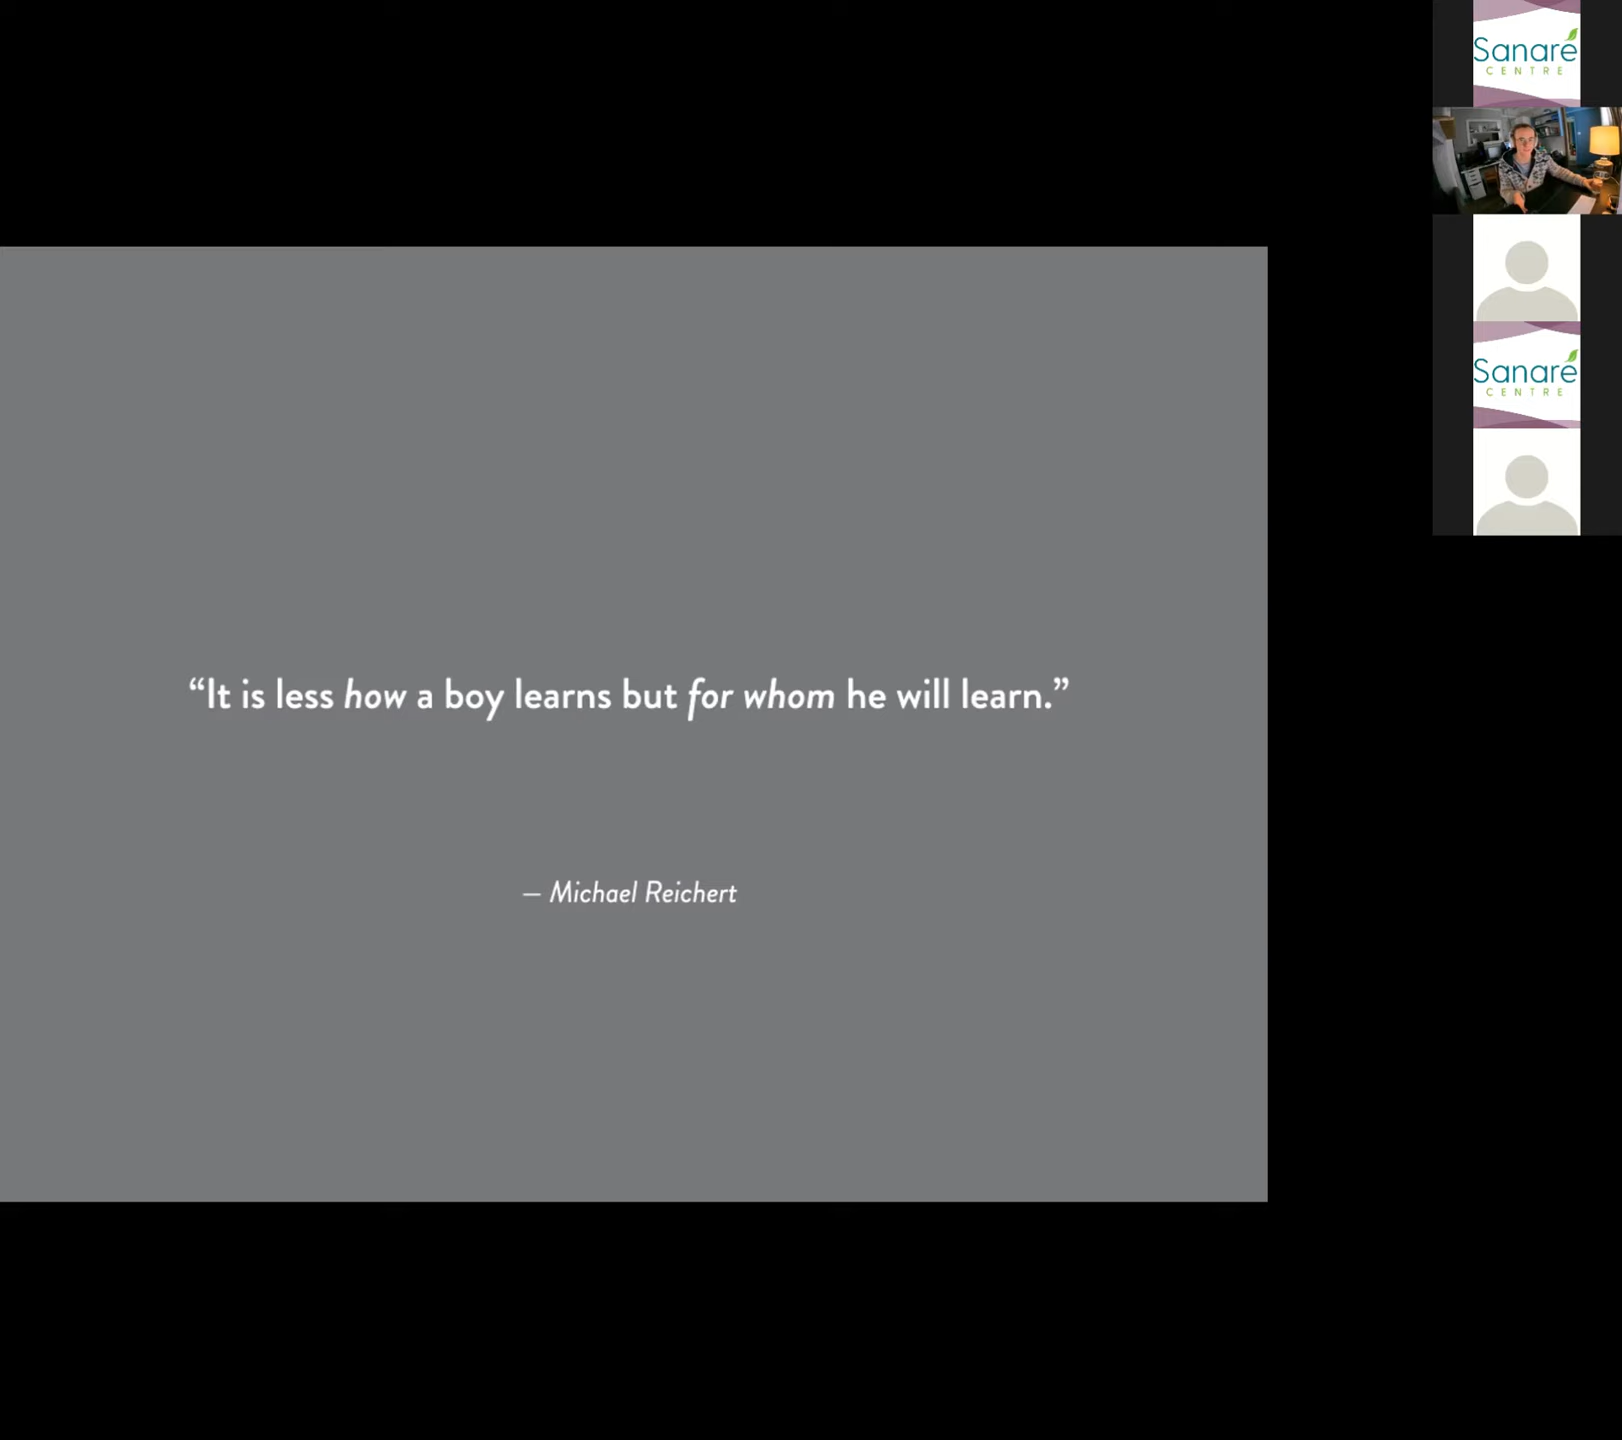 Sanaré
CENTRE
“It is less how a boy learns but for whom he will learn.”
— Michael Reichert
Sanaré
CENTRE